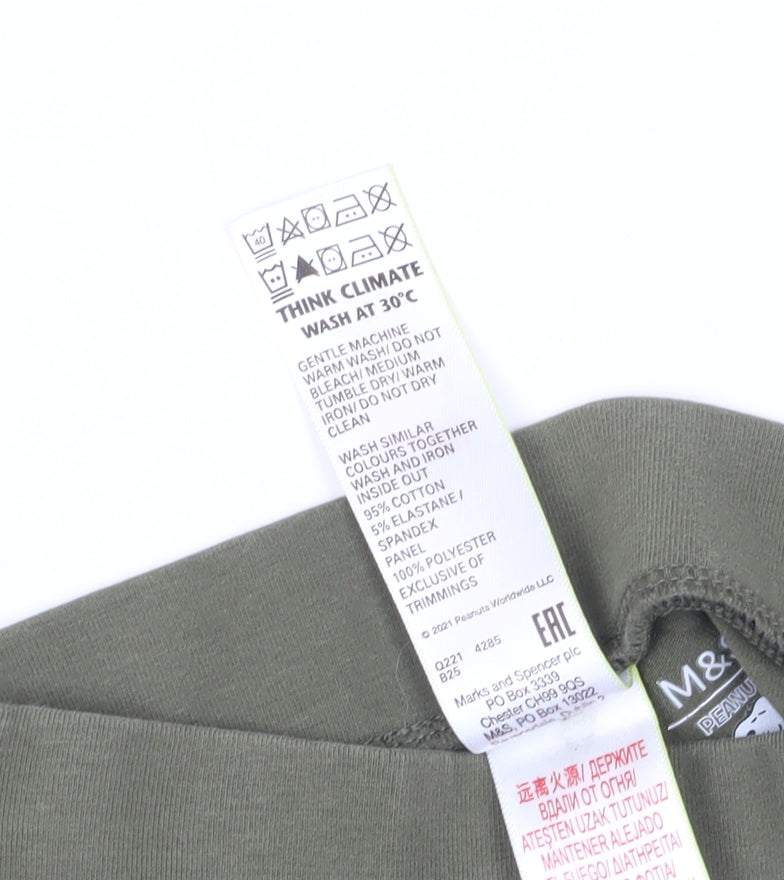 40
THINK CLIMATE
WASH AT 30°C
GENTLE MACHINE
WARM WASH/ DO NOT
BLEACH/ MEDIUM
TUMBLE DRY/ WARM
IRON/ DO NOT DRY
CLEAN
WASH SIMILAR
COLOURS TOGETHER
WASH AND IRON
INSIDE OUT
95% COTTON
5% ELASTANE /
SPANDEX
PANEL
100% POLYESTER
EXCLUSIVE OF
TRIMMINGS
© 2021 Peanuts Worldwide LLC
Q221 4285
B25
EAC
Marks and Spencer plc
PO Box 3339
Chester CH99 9QS
M&S, PO Box 13022
远离火源/ ДЕРЖИТЕ
ВДАЛИ ОТ ОГНЯ/
ATEŞTEN UZAK TUTUNUZ/
MANTENER ALEJADO
FUEGO/ ΔΙΑΤΗΡΕΙΤΑΙ
M&S
PEANU